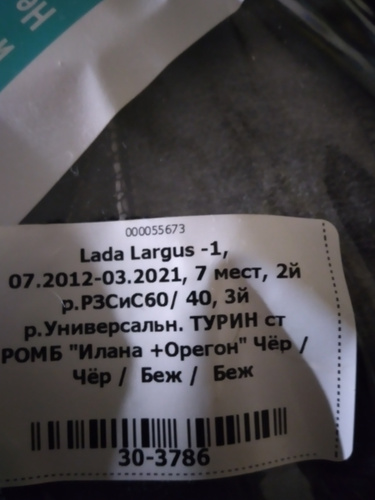 Не
000055673
Lada Largus -1,
07.2012-03.2021, 7 мест, 2й
р.РЗСиС60/ 40, 3й
р.Универсальн. ТУРИН ст
РОМБ "Илана +Орегон" Чёр /
Чёр / Беж / Беж
30-3786